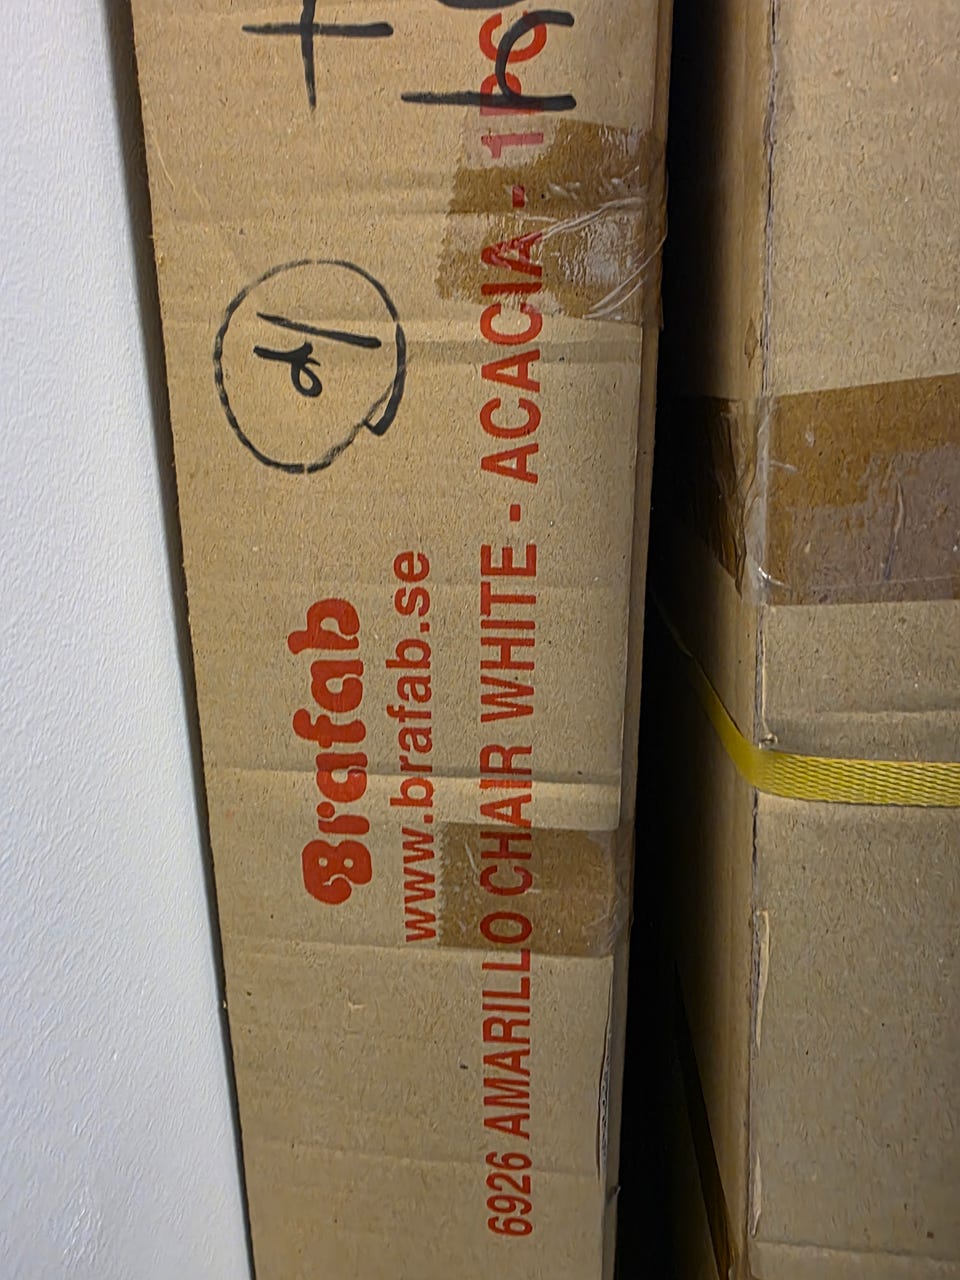 Brafab
www.brafab.se
6926 AMARILLO CHAIR WHITE - ACACIA - 1PC